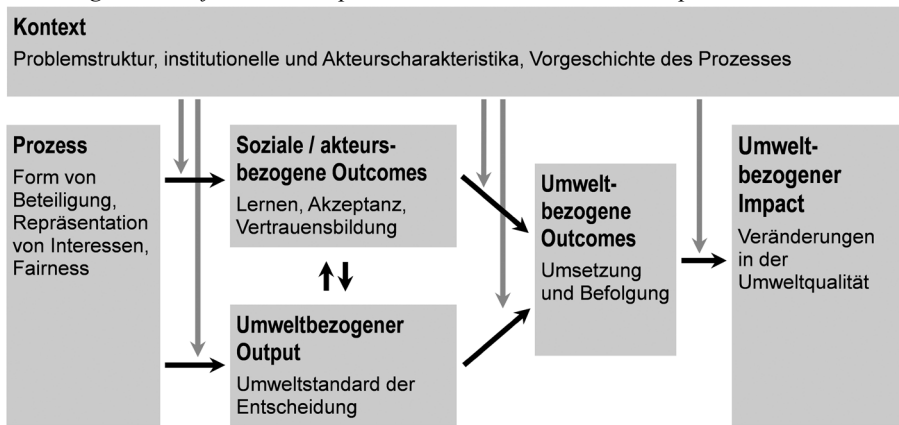 Kontext
Problemstruktur, institutionelle und Akteurscharakteristika, Vorgeschichte des Prozesses
Prozess
Form von
Beteiligung,
Repräsentation
von Interessen,
Fairness
Soziale / akteurs-
bezogene Outcomes
Lernen, Akzeptanz,
Vertrauensbildung
Umweltbezogener
Output
Umweltstandard der
Entscheidung
Umwelt-
bezogene
Outcomes
Umsetzung
und Befolgung
Umwelt-
bezogener
Impact
Veränderungen
in der
Umweltqualität